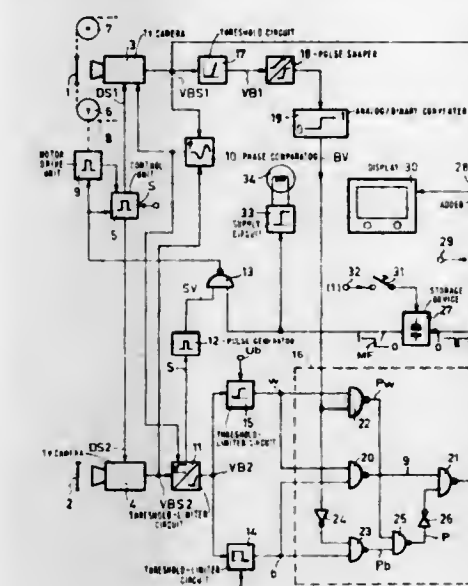 7
TV CAMERA
3
THRESHOLD CIRCUIT
17
18 - PULSE SHAPER
1
DS1
VBS1
VB1
ANALOG/BINARY CONVERTER
19
6
8
BV
MOTOR DRIVE UNIT
9
CONTROL UNIT
S
5
10 PHASE COMPARATOR
34
33
SUPPLY CIRCUIT
DISPLAY 30
28
ADDER
29
13
SV
32
31
(1)
STORAGE DEVICE
27
MF
0
0
12 - PULSE GENERATOR
S
Ub
16
w
Pw
15
THRESHOLD-LIMITER CIRCUIT
22
DS2
TV CAMERA
11
VB2
20
9
21
2
4
VBS2
THRESHOLD-LIMITER CIRCUIT
24
23
25
26
14
THRESHOLD-LIMITER CIRCUIT
b
Pb
P